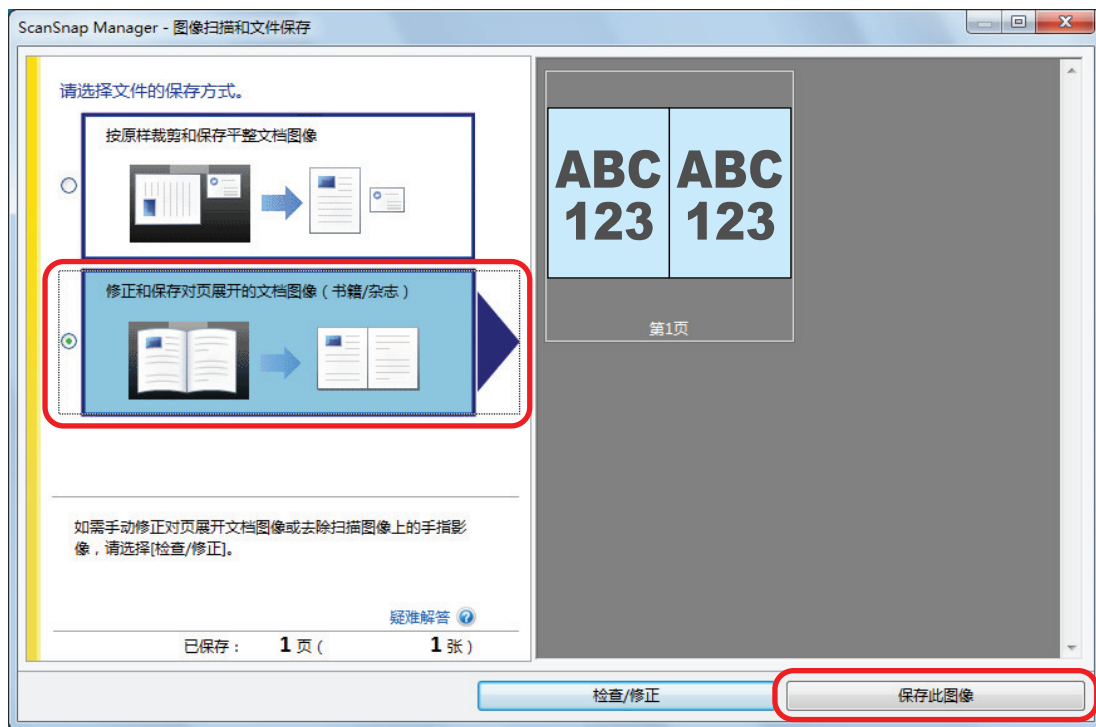 ScanSnap Manager - 图像扫描和文件保存
请选择文件的保存方式。
按原样裁剪和保存平整文档图像
修正和保存对页展开的文档图像（书籍/杂志）
如需手动修正对页展开文档图像或去除扫描图像上的手指影
像，请选择[检查/修正]。
疑难解答
已保存： 1 页（ 1 张）
ABC ABC
123 123
第1页
检查/修正
保存此图像